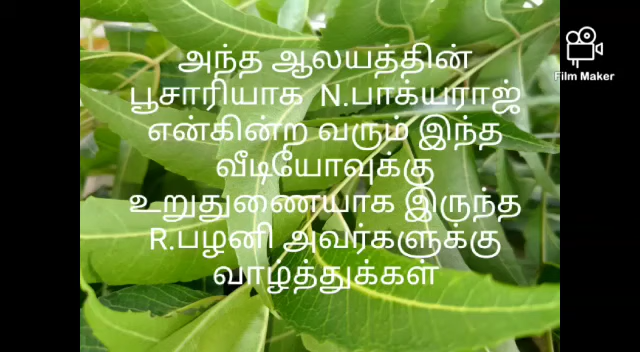 அந்த ஆலயத்தின்
பூசாரியாக N.பாக்யராஜ்
என்கின்ற வரும் இந்த
வீடியோவுக்கு
உறுதுணையாக இருந்த
R.பழனி அவர்களுக்கு
வாழத்துக்கள்
Film Maker